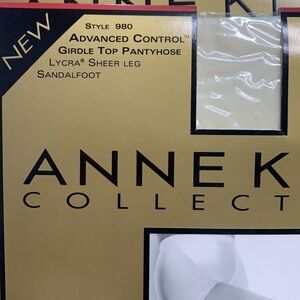 NEW
STYLE 980
ADVANCED CONTROL™
GIRDLE TOP PANTYHOSE
LYCRA® SHEER LEG
SANDALFOOT
ANNE K
COLLECT